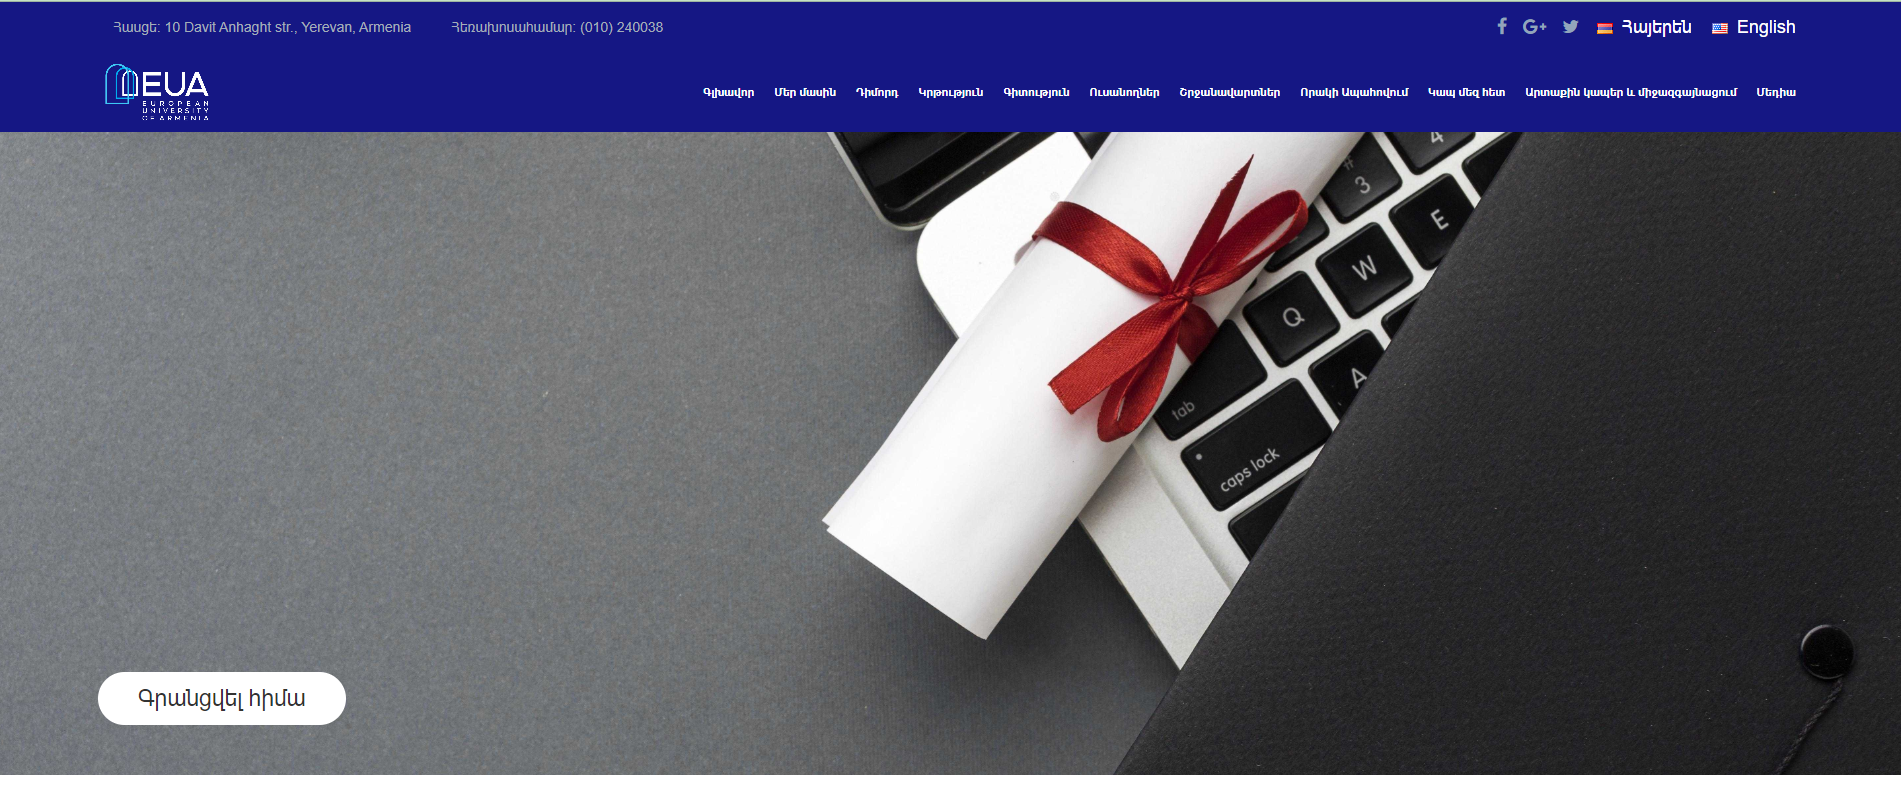 Հասցե: 10 Davit Anhaght str., Yerevan, Armenia Հեռախոսահամար: (010) 240038 Հայերեն English
EUA
EUROPEAN
UNIVERSITY
OF ARMENIA
Գլխավոր Մեր մասին Դիմորդ Կրթություն Գիտություն Ուսանողներ Շրջանավարտներ Որակի Ապահովում Կապ մեզ հետ Արտաքին կապեր և միջազգայնացում Մեդիա
4
# 3
E
W
Q
A
tab
caps lock
Գրանցվել հիմա